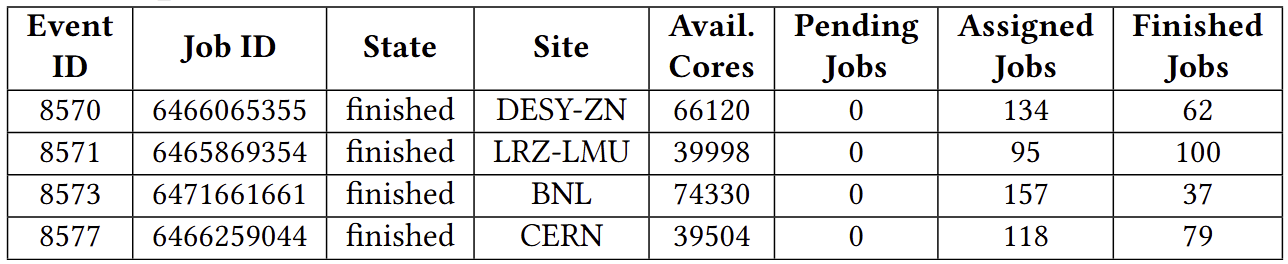 Event ID Job ID State Site Avail. Cores Pending Jobs Assigned Jobs Finished Jobs
8570 6466065355 finished DESY-ZN 66120 0 134 62
8571 6465869354 finished LRZ-LMU 39998 0 95 100
8573 6471661661 finished BNL 74330 0 157 37
8577 6466259044 finished CERN 39504 0 118 79